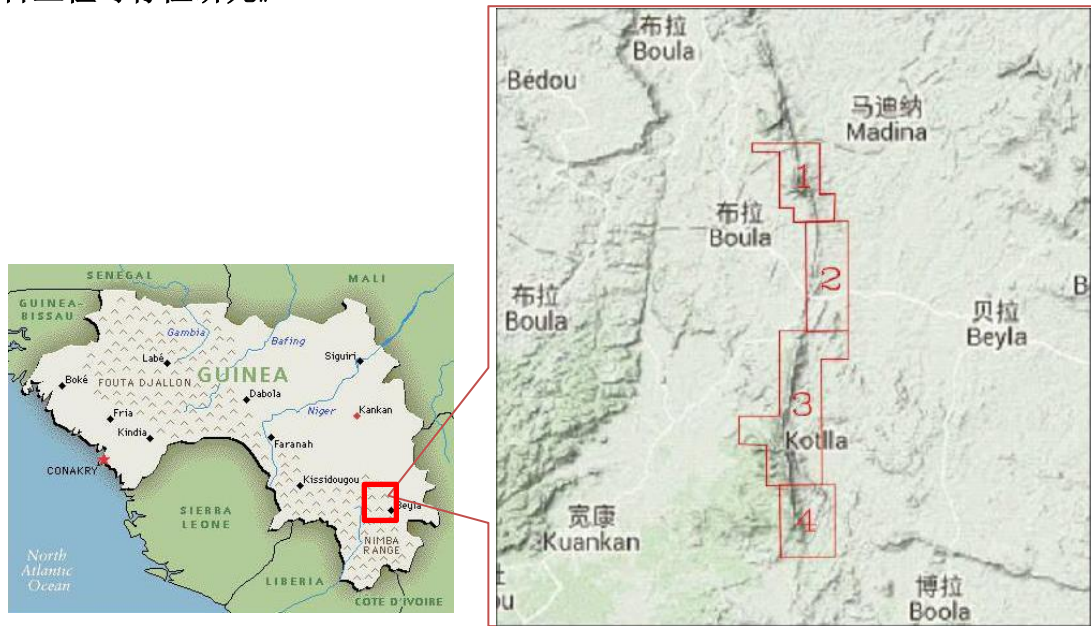 SENEGAL
MALI
GUINEA-
BISSAU
Gambia
Bafing
Labé
Siguiri
Boké
FOUTA DJALLON
GUINEA
Dabola
Niger
Kankan
Fria
Kindia
Faranah
CONAKRY
Kissidougou
Beyla
SIERRA
LEONE
NIMBA
RANGE
North
Atlantic
Ocean
LIBERIA
COTE D'IVOIRE
布拉
Boula
Bédou
马迪纳
Madina
1
布拉
Boula
2
布拉
Boula
贝拉
Beyla
3
Kotlla
4
宽康
Kuankan
博拉
Boola